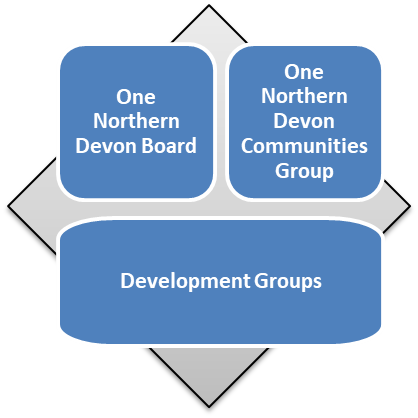 One
Northern
Devon Board
One
Northern
Devon
Communities
Group
Development Groups